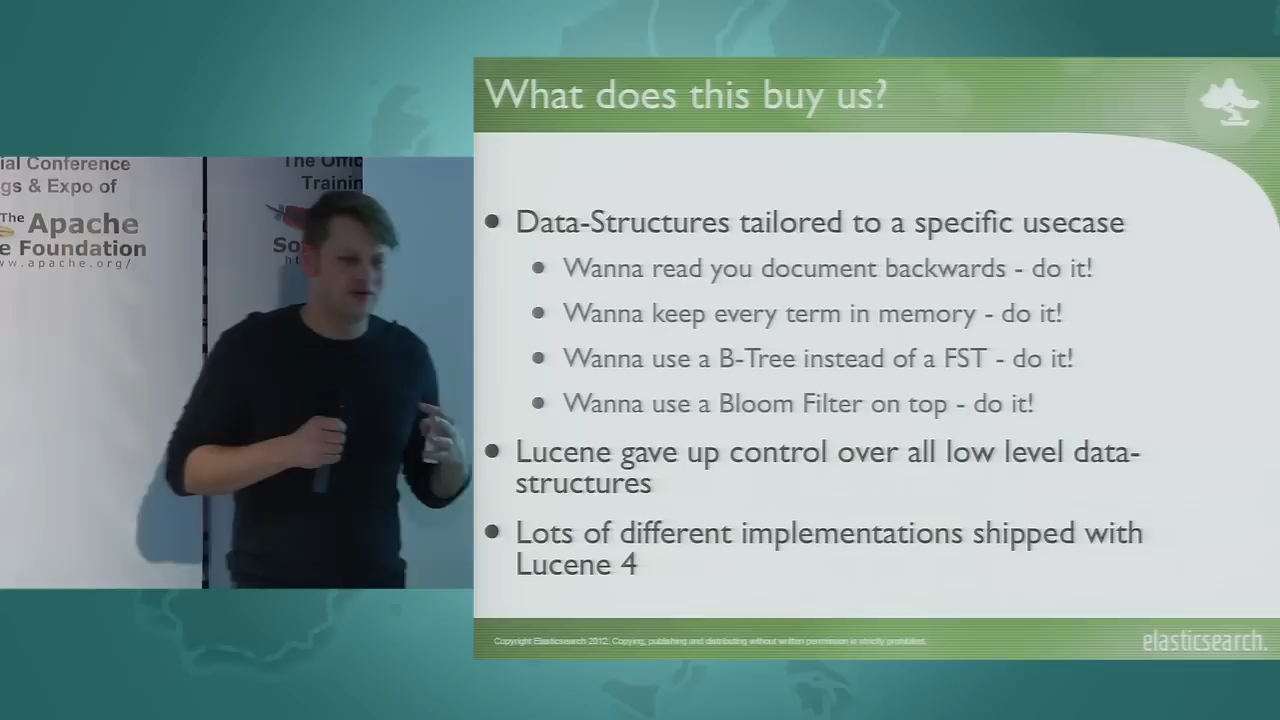 What does this buy us?
Data-Structures tailored to a specific usecase
Wanna read you document backwards - do it!
Wanna keep every term in memory - do it!
Wanna use a B-Tree instead of a FST - do it!
Wanna use a Bloom Filter on top - do it!
Lucene gave up control over all low level data-
structures
Lots of different implementations shipped with
Lucene 4
Copyright Elasticsearch 2012. Copying, publishing and distributing without written permission is strictly prohibited.
elasticsearch.
ial Conference
gs & Expo of
The Apache
e Foundation
w w . a p a c h e . o r g /
The Offic
Trainin
So
h t